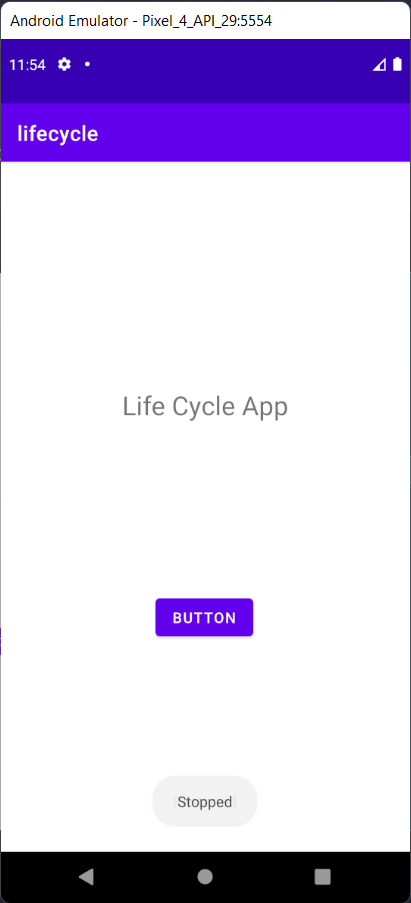 Android Emulator - Pixel_4_API_29:5554
11:54
lifecycle
Life Cycle App
BUTTON
Stopped